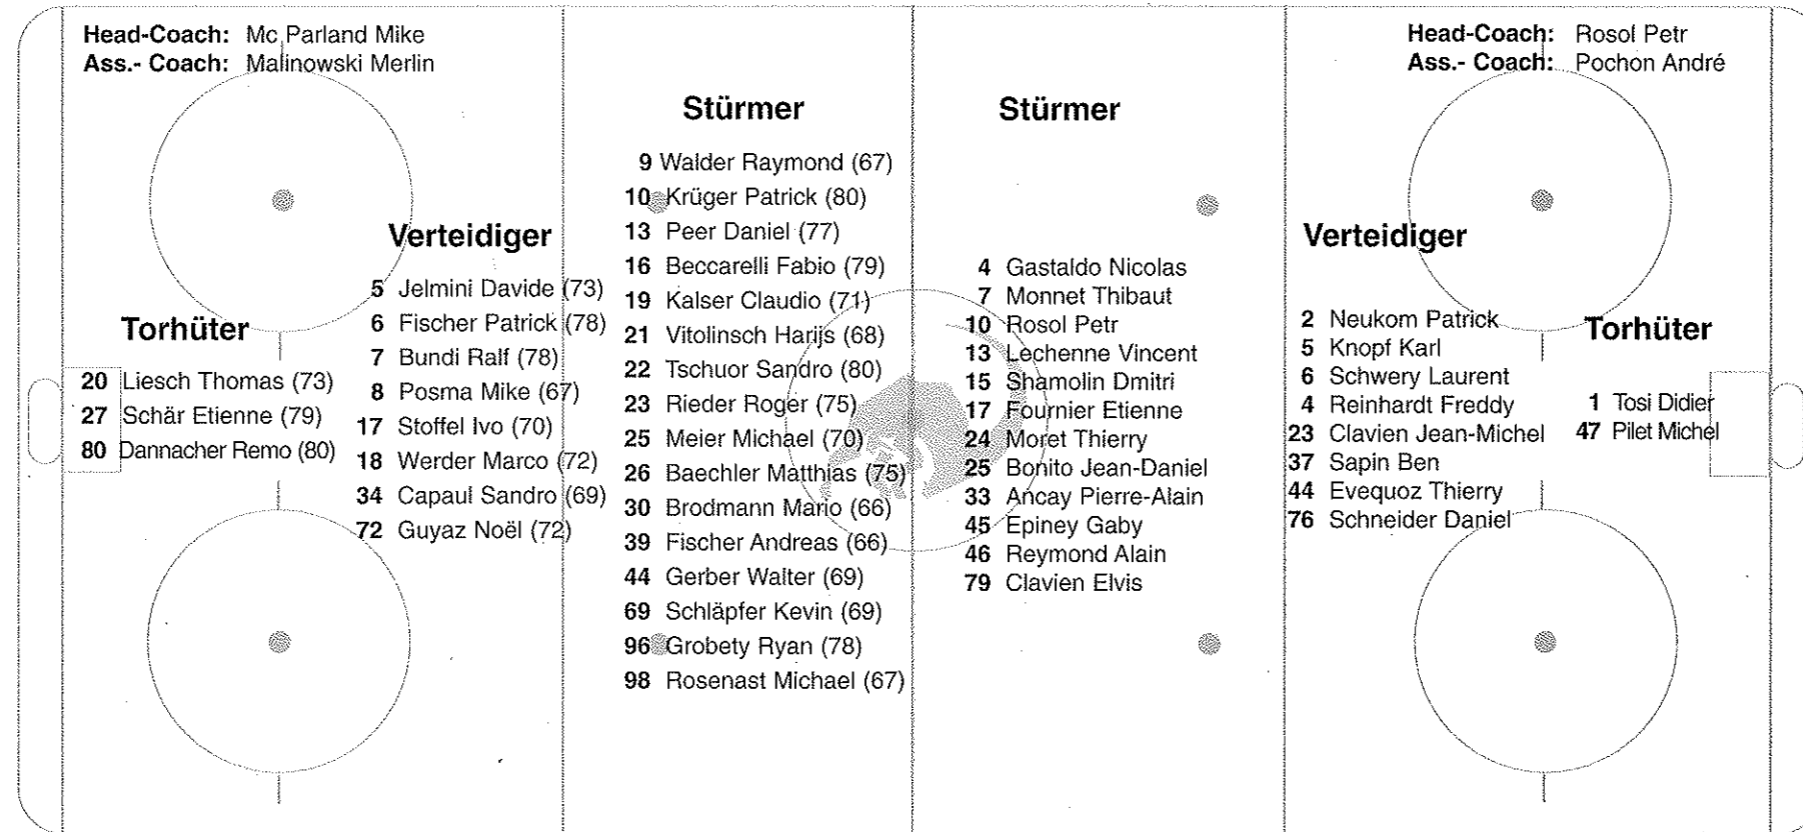 Head-Coach: Mc Parland Mike
Ass.- Coach: Malinowski Merlin
Torhüter
20 Liesch Thomas (73)
27 Schär Etienne (79)
80 Dannacher Remo (80)
Verteidiger
5 Jelmini Davide (73)
6 Fischer Patrick (78)
7 Bundi Ralf (78)
8 Posma Mike (67)
17 Stoffel Ivo (70)
18 Werder Marco (72)
34 Capaul Sandro (69)
72 Guyaz Noël (72)
Stürmer
9 Walder Raymond (67)
10 Krüger Patrick (80)
13 Peer Daniel (77)
16 Beccarelli Fabio (79)
19 Kalser Claudio (71)
21 Vitolinsch Harijs (68)
22 Tschuor Sandro (80)
23 Rieder Roger (75)
25 Meier Michael (70)
26 Baechler Matthias (75)
30 Brodmann Mario (66)
39 Fischer Andreas (66)
44 Gerber Walter (69)
69 Schläpfer Kevin (69)
96 Grobety Ryan (78)
98 Rosenast Michael (67)
Stürmer
4 Gastaldo Nicolas
7 Monnet Thibaut
10 Rosol Petr
13 Lechenne Vincent
15 Shamolin Dmitri
17 Fournier Etienne
24 Moret Thierry
25 Bonito Jean-Daniel
33 Ancay Pierre-Alain
45 Epiney Gaby
46 Reymond Alain
79 Clavien Elvis
Head-Coach: Rosol Petr
Ass.- Coach: Pochon André
Verteidiger
2 Neukom Patrick
5 Knopf Karl
6 Schwery Laurent
4 Reinhardt Freddy
23 Clavien Jean-Michel
37 Sapin Ben
44 Evequoz Thierry
76 Schneider Daniel
Torhüter
1 Tosi Didier
47 Pilet Michel